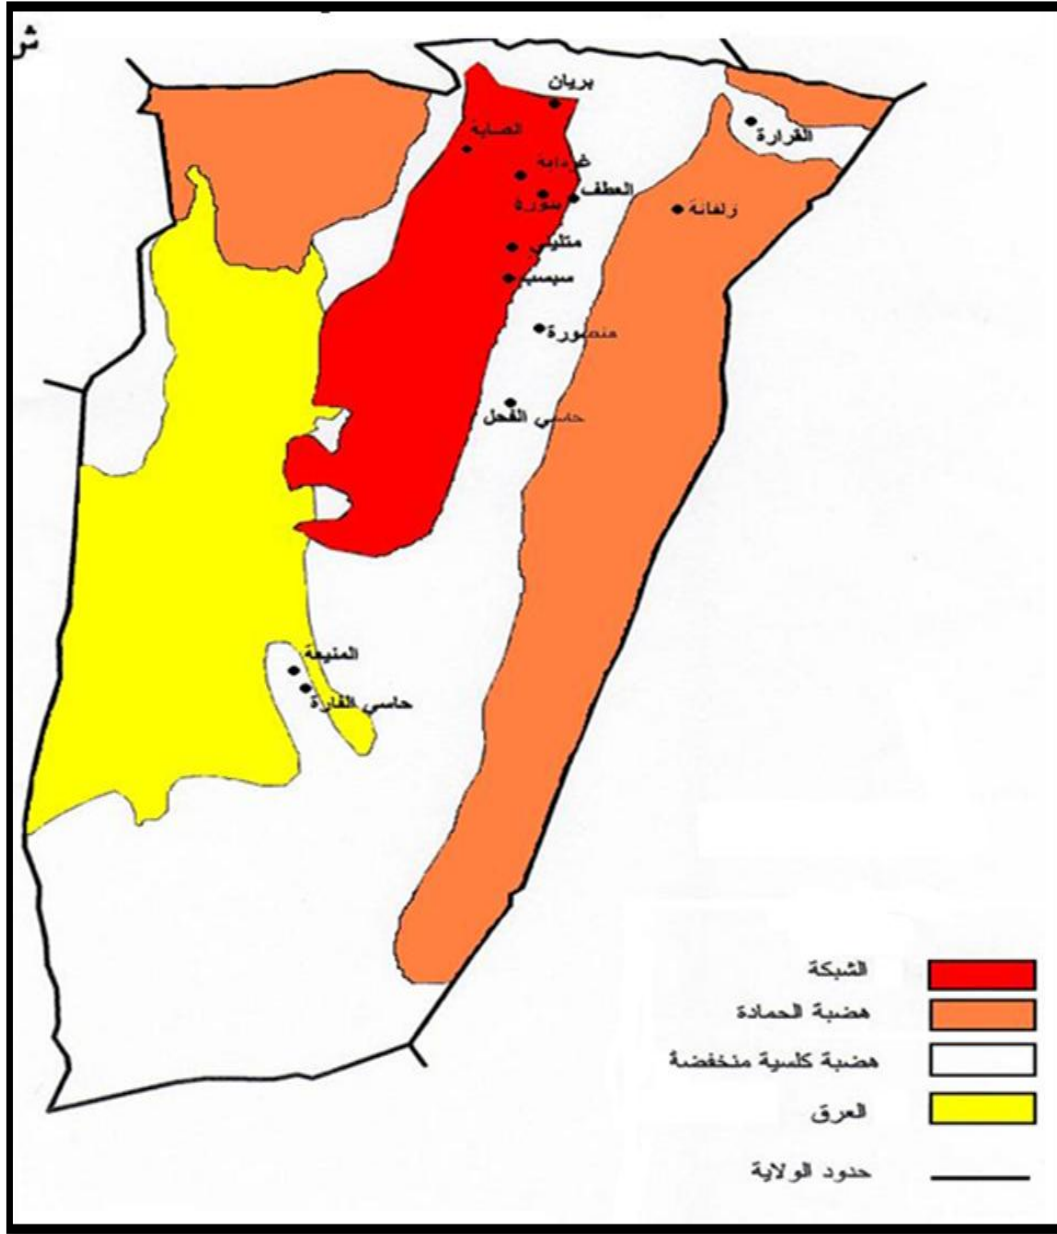 ش
بريان
الضاية
القرارة
غرداية
العطف
بنورة
زلفانة
متليلي
سبسب
منصورة
حاسي الفحل
المنيعة
حاسي القارة
الشبكة
هضبة الحمادة
هضبة كلسية منخفضة
العرق
حدود الولاية